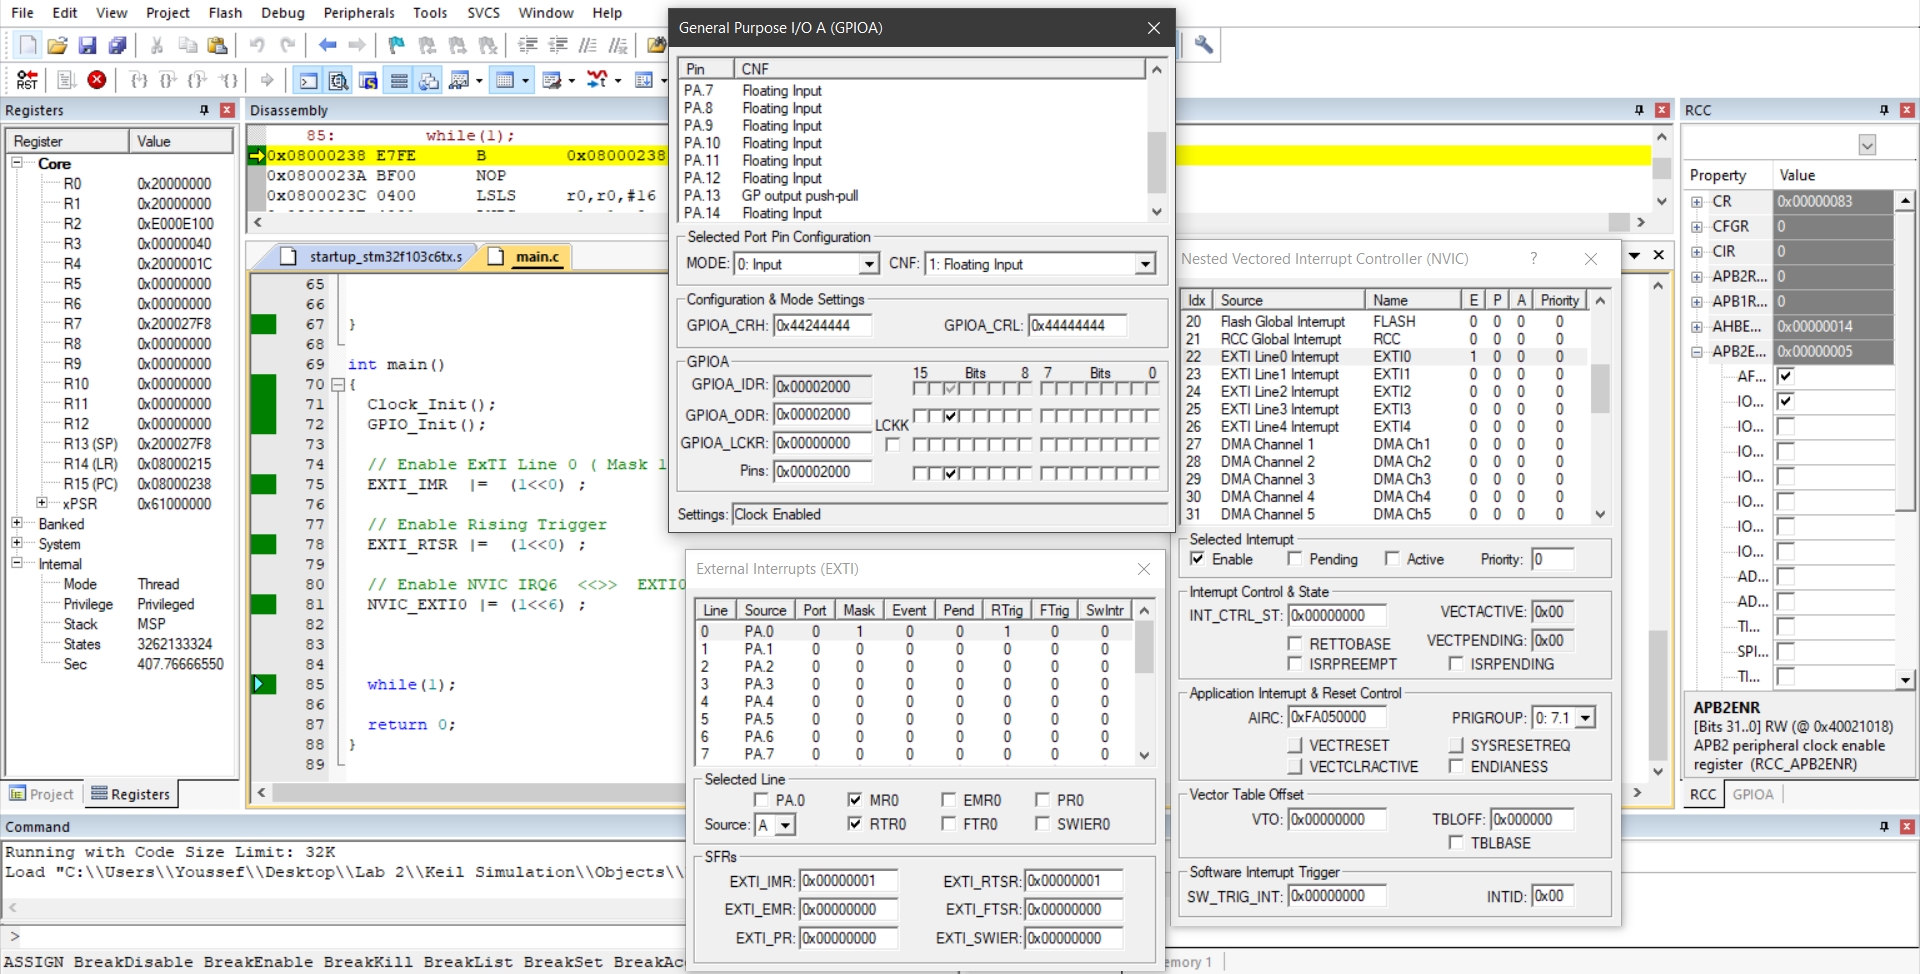 File Edit View Project Flash Debug Peripherals Tools SVCS Window Help
RST
Registers
Register Value
Core
R0 0x20000000
R1 0x20000000
R2 0xE000E100
R3 0x00000040
R4 0x2000001C
R5 0x00000000
R6 0x00000000
R7 0x200027F8
R8 0x00000000
R9 0x00000000
R10 0x00000000
R11 0x00000000
R12 0x00000000
R13 (SP) 0x200027F8
R14 (LR) 0x08000215
R15 (PC) 0x08000238
xPSR 0x61000000
Banked
System
Internal
Mode Thread
Privilege Privileged
Stack MSP
States 3262133324
Sec 407.76666550
Project Registers
Disassembly
85: while(1);
0x08000238 E7FE B 0x08000238
0x0800023A BF00 NOP
0x0800023C 0400 LSLS r0,r0,#16
startup_stm32f103c6tx.s main.c
65
66
67 }
68
69 int main()
70 {
71 Clock_Init();
72 GPIO_Init();
73
74 // Enable ExTI Line 0 ( Mask 1
75 EXTI_IMR |= (1<<0) ;
76
77 // Enable Rising Trigger
78 EXTI_RTSR |= (1<<0) ;
79
80 // Enable NVIC IRQ6 <<>> EXTI0
81 NVIC_EXTI0 |= (1<<6) ;
82
83
84
85 while(1);
86
87 return 0;
88 }
89
General Purpose I/O A (GPIOA)
Pin CNF
PA.7 Floating Input
PA.8 Floating Input
PA.9 Floating Input
PA.10 Floating Input
PA.11 Floating Input
PA.12 Floating Input
PA.13 GP output push-pull
PA.14 Floating Input
Selected Port Pin Configuration
MODE: 0: Input CNF: 1: Floating Input
Configuration & Mode Settings
GPIOA_CRH: 0x44244444 GPIOA_CRL: 0x44444444
GPIOA
15 Bits 8 7 Bits 0
GPIOA_IDR: 0x00002000
GPIOA_ODR: 0x00002000
LCKK
GPIOA_LCKR: 0x00000000
Pins: 0x00002000
Settings: Clock Enabled
External Interrupts (EXTI)
Line Source Port Mask Event Pend RTrig FTrig SwIntr
0 PA.0 0 1 0 0 1 0 0
1 PA.1 0 0 0 0 0 0 0
2 PA.2 0 0 0 0 0 0 0
3 PA.3 0 0 0 0 0 0 0
4 PA.4 0 0 0 0 0 0 0
5 PA.5 0 0 0 0 0 0 0
6 PA.6 0 0 0 0 0 0 0
7 PA.7 0 0 0 0 0 0 0
Selected Line
PA.0 MR0 EMR0 PR0
Source: A RTR0 FTR0 SWIER0
SFRs
EXTI_IMR: 0x00000001 EXTI_RTSR: 0x00000001
EXTI_EMR: 0x00000000 EXTI_FTSR: 0x00000000
EXTI_PR: 0x00000000 EXTI_SWIER: 0x00000000
Nested Vectored Interrupt Controller (NVIC) ?
Idx Source Name E P A Priority
20 Flash Global Interrupt FLASH 0 0 0 0
21 RCC Global Interrupt RCC 0 0 0 0
22 EXTI Line0 Interrupt EXTI0 1 0 0 0
23 EXTI Line1 Interrupt EXTI1 0 0 0 0
24 EXTI Line2 Interrupt EXTI2 0 0 0 0
25 EXTI Line3 Interrupt EXTI3 0 0 0 0
26 EXTI Line4 Interrupt EXTI4 0 0 0 0
27 DMA Channel 1 DMA Ch1 0 0 0 0
28 DMA Channel 2 DMA Ch2 0 0 0 0
29 DMA Channel 3 DMA Ch3 0 0 0 0
30 DMA Channel 4 DMA Ch4 0 0 0 0
31 DMA Channel 5 DMA Ch5 0 0 0 0
Selected Interrupt
Enable Pending Active Priority: 0
Interrupt Control & State
INT_CTRL_ST: 0x00000000 VECTACTIVE: 0x00
RETTOBASE VECTPENDING: 0x00
ISRPREEMPT ISRPENDING
Application Interrupt & Reset Control
AIRC: 0xFA050000 PRIGROUP: 0: 7.1
VECTRESET SYSRESETREQ
VECTCLRACTIVE ENDIANESS
Vector Table Offset
VTO: 0x00000000 TBLOFF: 0x000000
TBLBASE
Software Interrupt Trigger
SW_TRIG_INT: 0x00000000 INTID: 0x00
RCC
Property Value
CR 0x00000083
CFGR 0
CIR 0
APB2R... 0
APB1R... 0
AHBE... 0x00000014
APB2E... 0x00000005
AF...
IO...
IO...
IO...
IO...
IO...
IO...
IO...
AD...
AD...
TI...
SPI...
TI...
APB2ENR
[Bits 31..0] RW (@ 0x40021018)
APB2 peripheral clock enable
register (RCC_APB2ENR)
RCC GPIOA
Command
Running with Code Size Limit: 32K
Load "C:\\Users\\Youssef\\Desktop\\Lab 2\\Keil Simulation\\Objects\\
>
ASSIGN BreakDisable BreakEnable BreakKill BreakList BreakSet BreakAc
emory 1